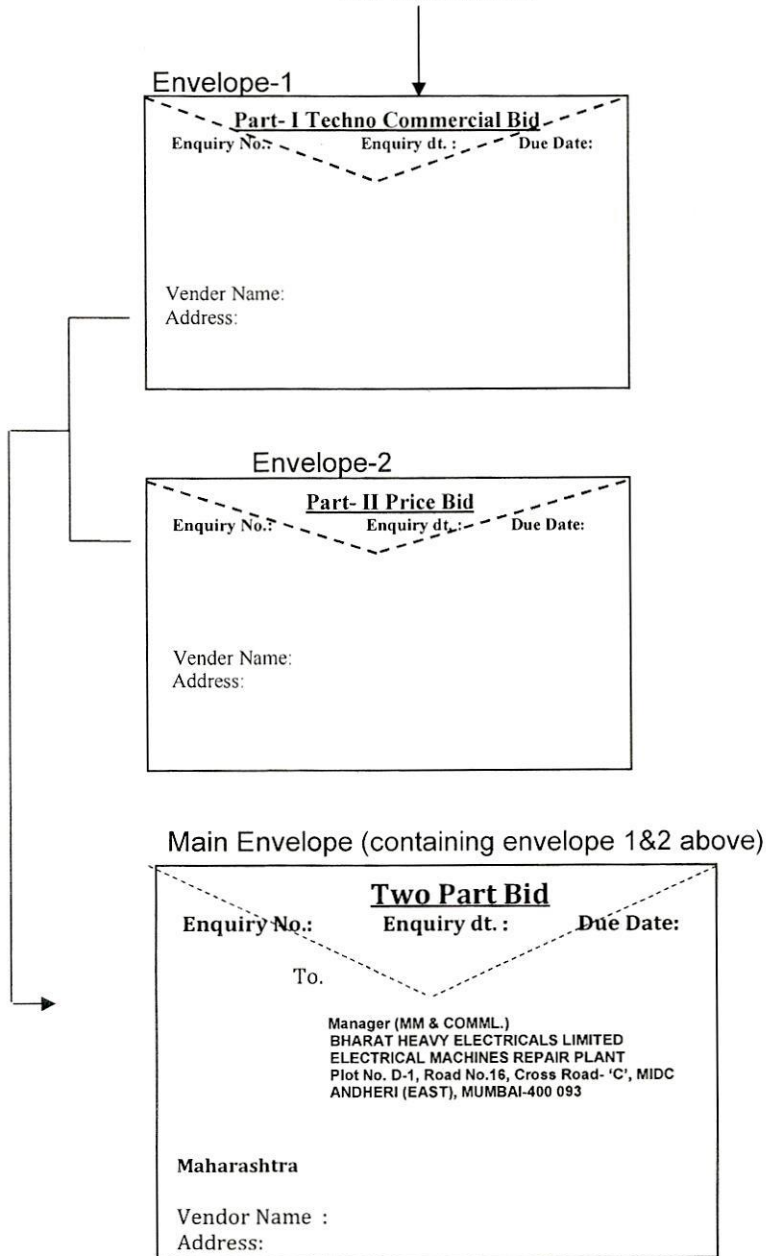 Envelope-1
Part- I Techno Commercial Bid
Enquiry No.: Enquiry dt. : Due Date:
Vender Name:
Address:
Envelope-2
Part- II Price Bid
Enquiry No.: Enquiry dt.: Due Date:
Vender Name:
Address:
Main Envelope (containing envelope 1&2 above)
Two Part Bid
Enquiry No.: Enquiry dt. : Due Date:
To.
Manager (MM & COMML.)
BHARAT HEAVY ELECTRICALS LIMITED
ELECTRICAL MACHINES REPAIR PLANT
Plot No. D-1, Road No.16, Cross Road- ‘C’, MIDC
ANDHERI (EAST), MUMBAI-400 093
Maharashtra
Vendor Name :
Address: